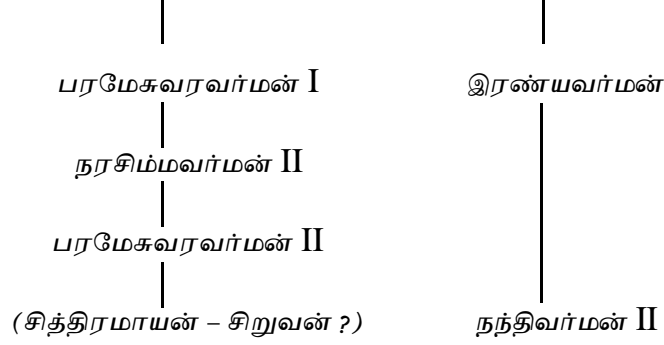 பரமேசுவரவர்மன் I இரண்யவர்மன்
நரசிம்மவர்மன் II
பரமேசுவரவர்மன் II
(சித்திரமாயன் – சிறுவன் ?) நந்திவர்மன் II